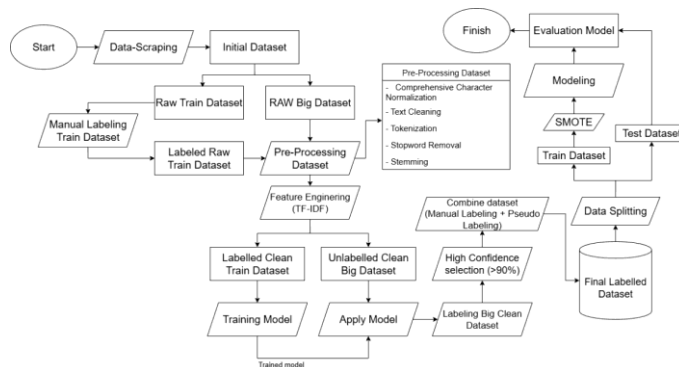 Start
Data-Scraping
Initial Dataset
Finish
Evaluation Model
Raw Train Dataset
RAW Big Dataset
Manual Labeling
Train Dataset
Labeled Raw
Train Dataset
Pre-Processing
Dataset
Pre-Processing Dataset
- Comprehensive Character
Normalization
- Text Cleaning
- Tokenization
- Stopword Removal
- Stemming
Modeling
SMOTE
Train Dataset
Test Dataset
Data Splitting
Feature Enginering
(TF-IDF)
Combine dataset
(Manual Labeling + Pseudo
Labeling)
Labelled Clean
Train Dataset
Unlabelled Clean
Big Dataset
High Confidence
selection (>90%)
Final Labelled
Dataset
Training Model
Apply Model
Labeling Big Clean
Dataset
Trained model